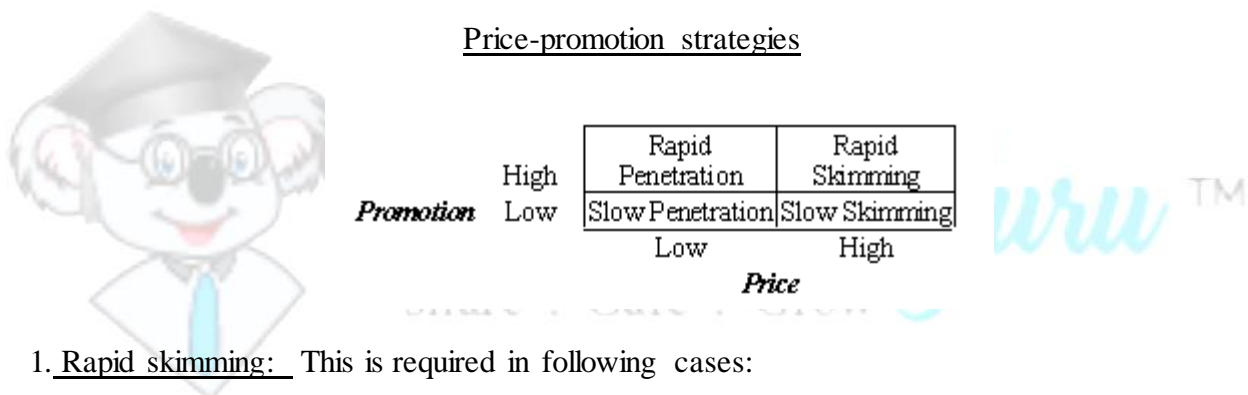 Price-promotion strategies
Rapid Rapid
High Penetration Skimming
Promotion Low Slow Penetration Slow Skimming
Low High
Price
TM
1. Rapid skimming: This is required in following cases: